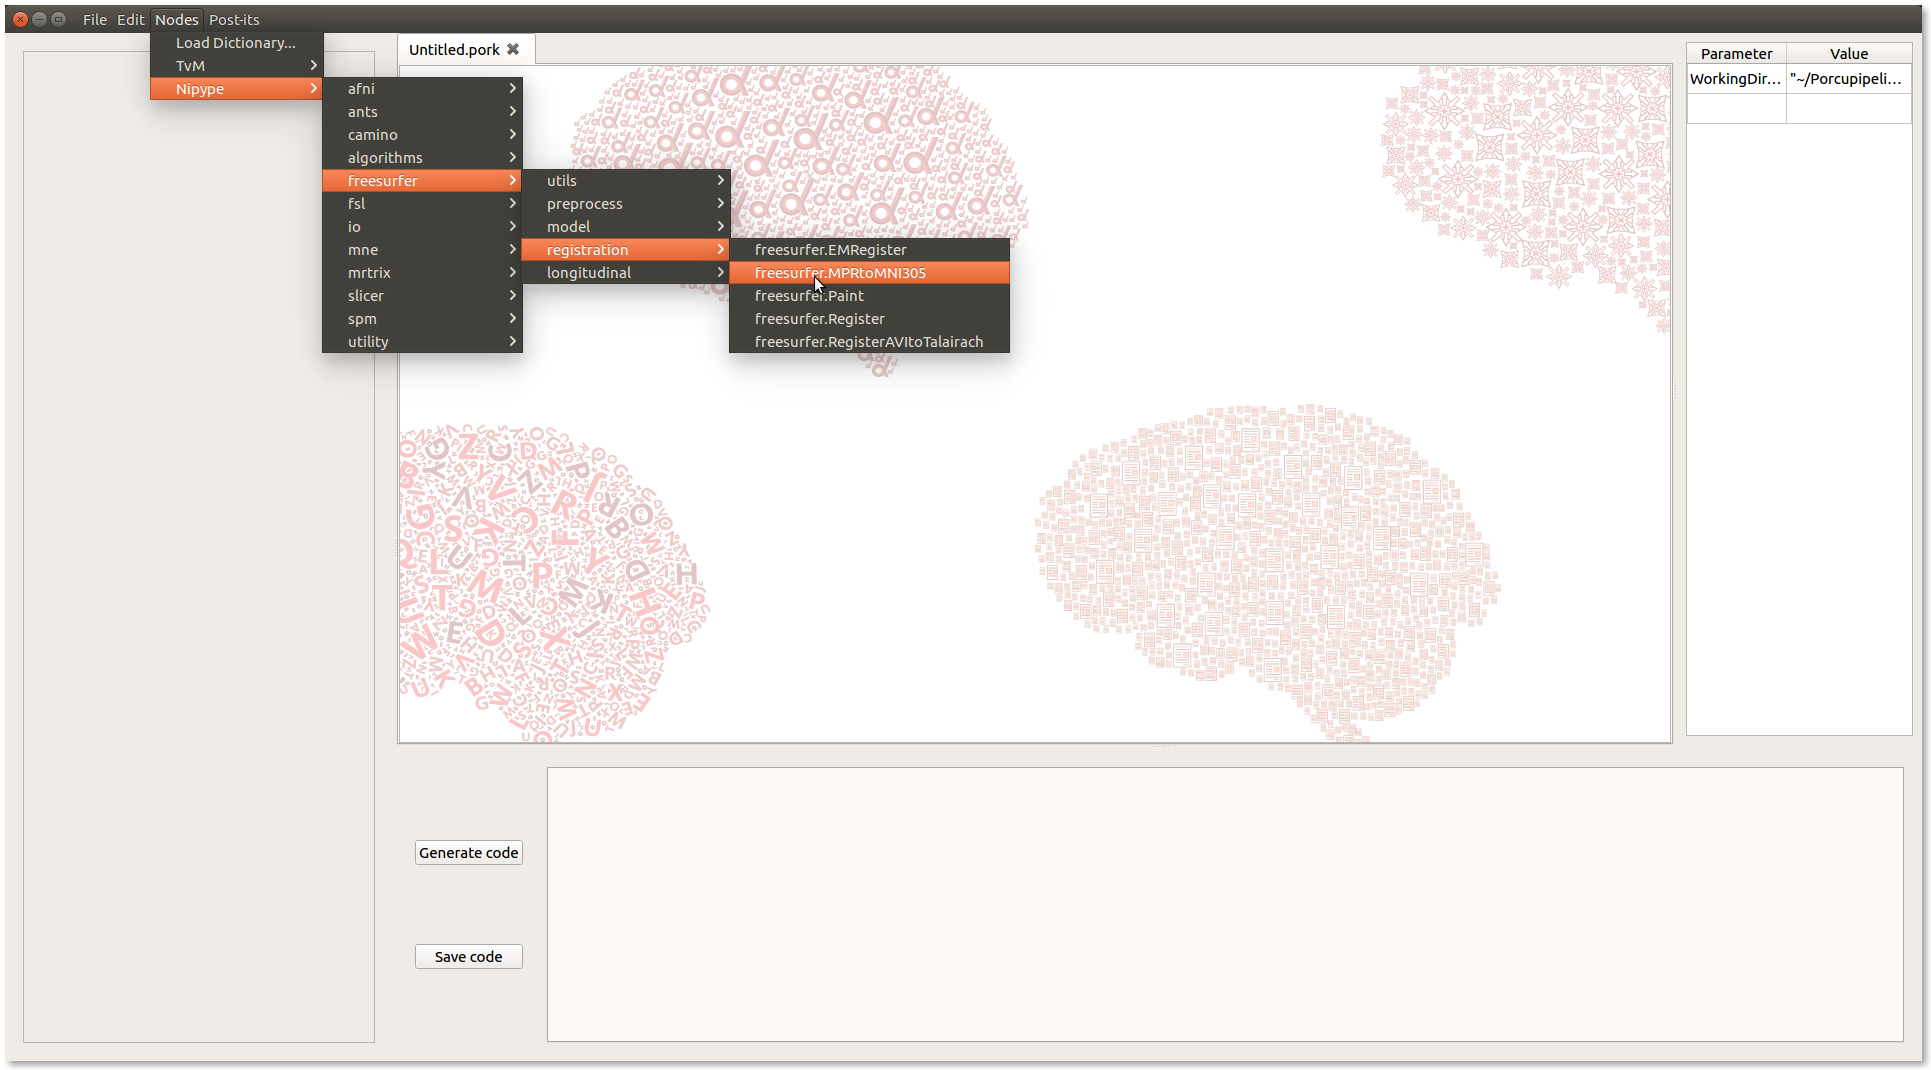 File Edit Nodes Post-its
Load Dictionary...
TvM
Nipype
afni
ants
camino
algorithms
freesurfer
fsl
io
mne
mrtrix
slicer
spm
utility
utils
preprocess
model
registration
longitudinal
freesurfer.EMRegister
freesurfer.MPRtoMNI305
freesurfer.Paint
freesurfer.Register
freesurfer.RegisterAVItoTalairach
Untitled.pork
Parameter Value
WorkingDir... "~/Porcupipeli...
Generate code
Save code